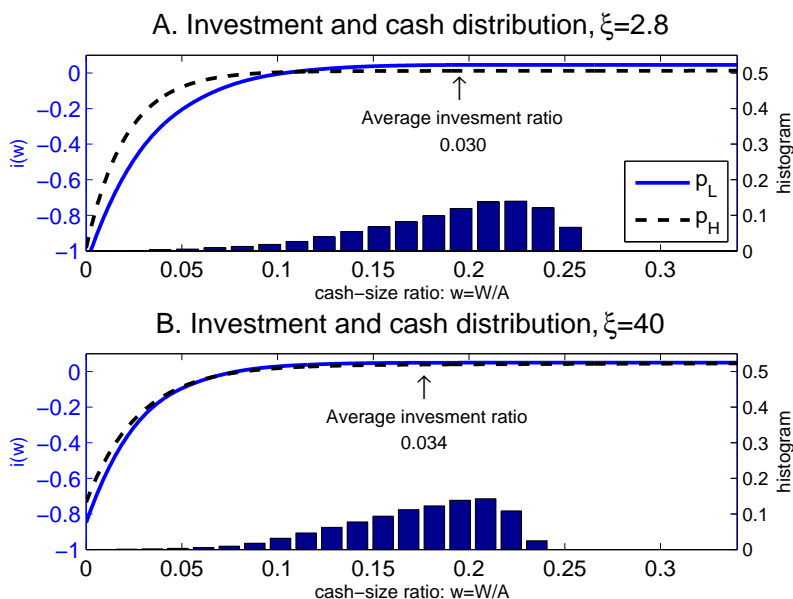 A. Investment and cash distribution, ξ=2.8
i(w)
0
−0.2
−0.4
−0.6
−0.8
−1
Average invesment ratio
0.030
p_L
p_H
0.5
0.4
0.3
0.2
0.1
0
histogram
0 0.05 0.1 0.15 0.2 0.25 0.3
cash−size ratio: w=W/A
B. Investment and cash distribution, ξ=40
i(w)
0
−0.2
−0.4
−0.6
−0.8
−1
Average invesment ratio
0.034
0.5
0.4
0.3
0.2
0.1
0
histogram
0 0.05 0.1 0.15 0.2 0.25 0.3
cash−size ratio: w=W/A